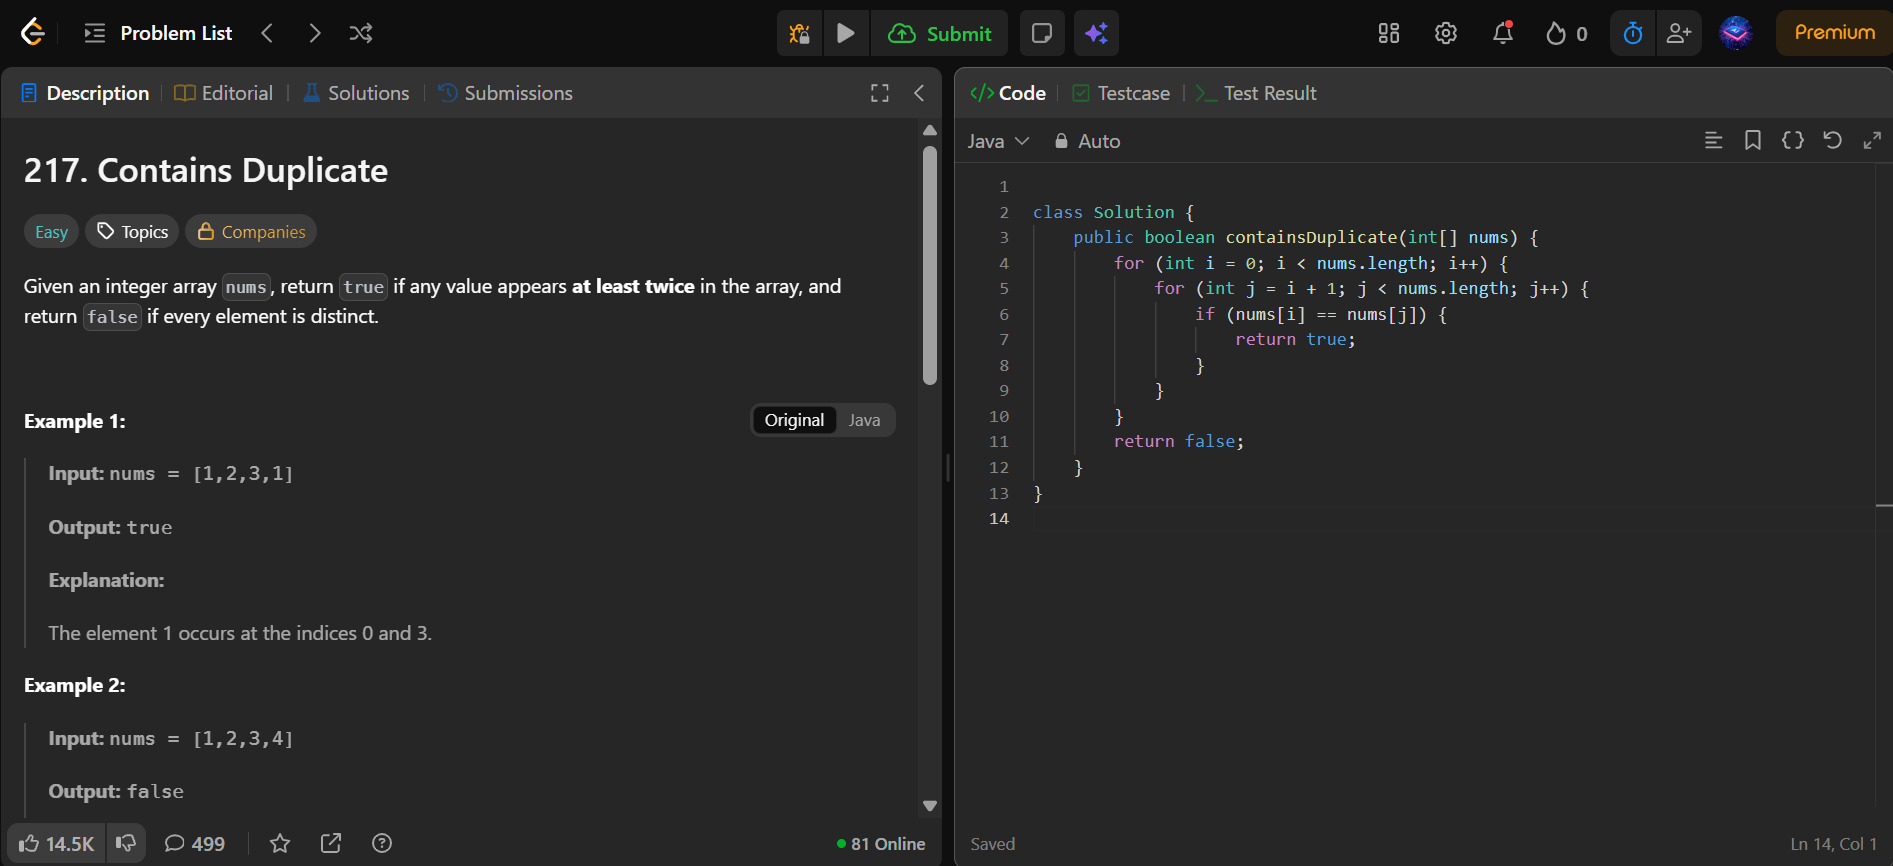 Problem List
Submit
0
Premium
Description
Editorial
Solutions
Submissions
217. Contains Duplicate
Easy
Topics
Companies
Given an integer array nums, return true if any value appears at least twice in the array, and
return false if every element is distinct.
Example 1:
Original
Java
Input: nums = [1,2,3,1]
Output: true
Explanation:
The element 1 occurs at the indices 0 and 3.
Example 2:
Input: nums = [1,2,3,4]
Output: false
14.5K
499
81 Online
</> Code
Testcase
Test Result
Java
Auto
1
2 class Solution {
3     public boolean containsDuplicate(int[] nums) {
4         for (int i = 0; i < nums.length; i++) {
5             for (int j = i + 1; j < nums.length; j++) {
6                 if (nums[i] == nums[j]) {
7                     return true;
8                 }
9             }
10         }
11         return false;
12     }
13 }
14
Saved
Ln 14, Col 1